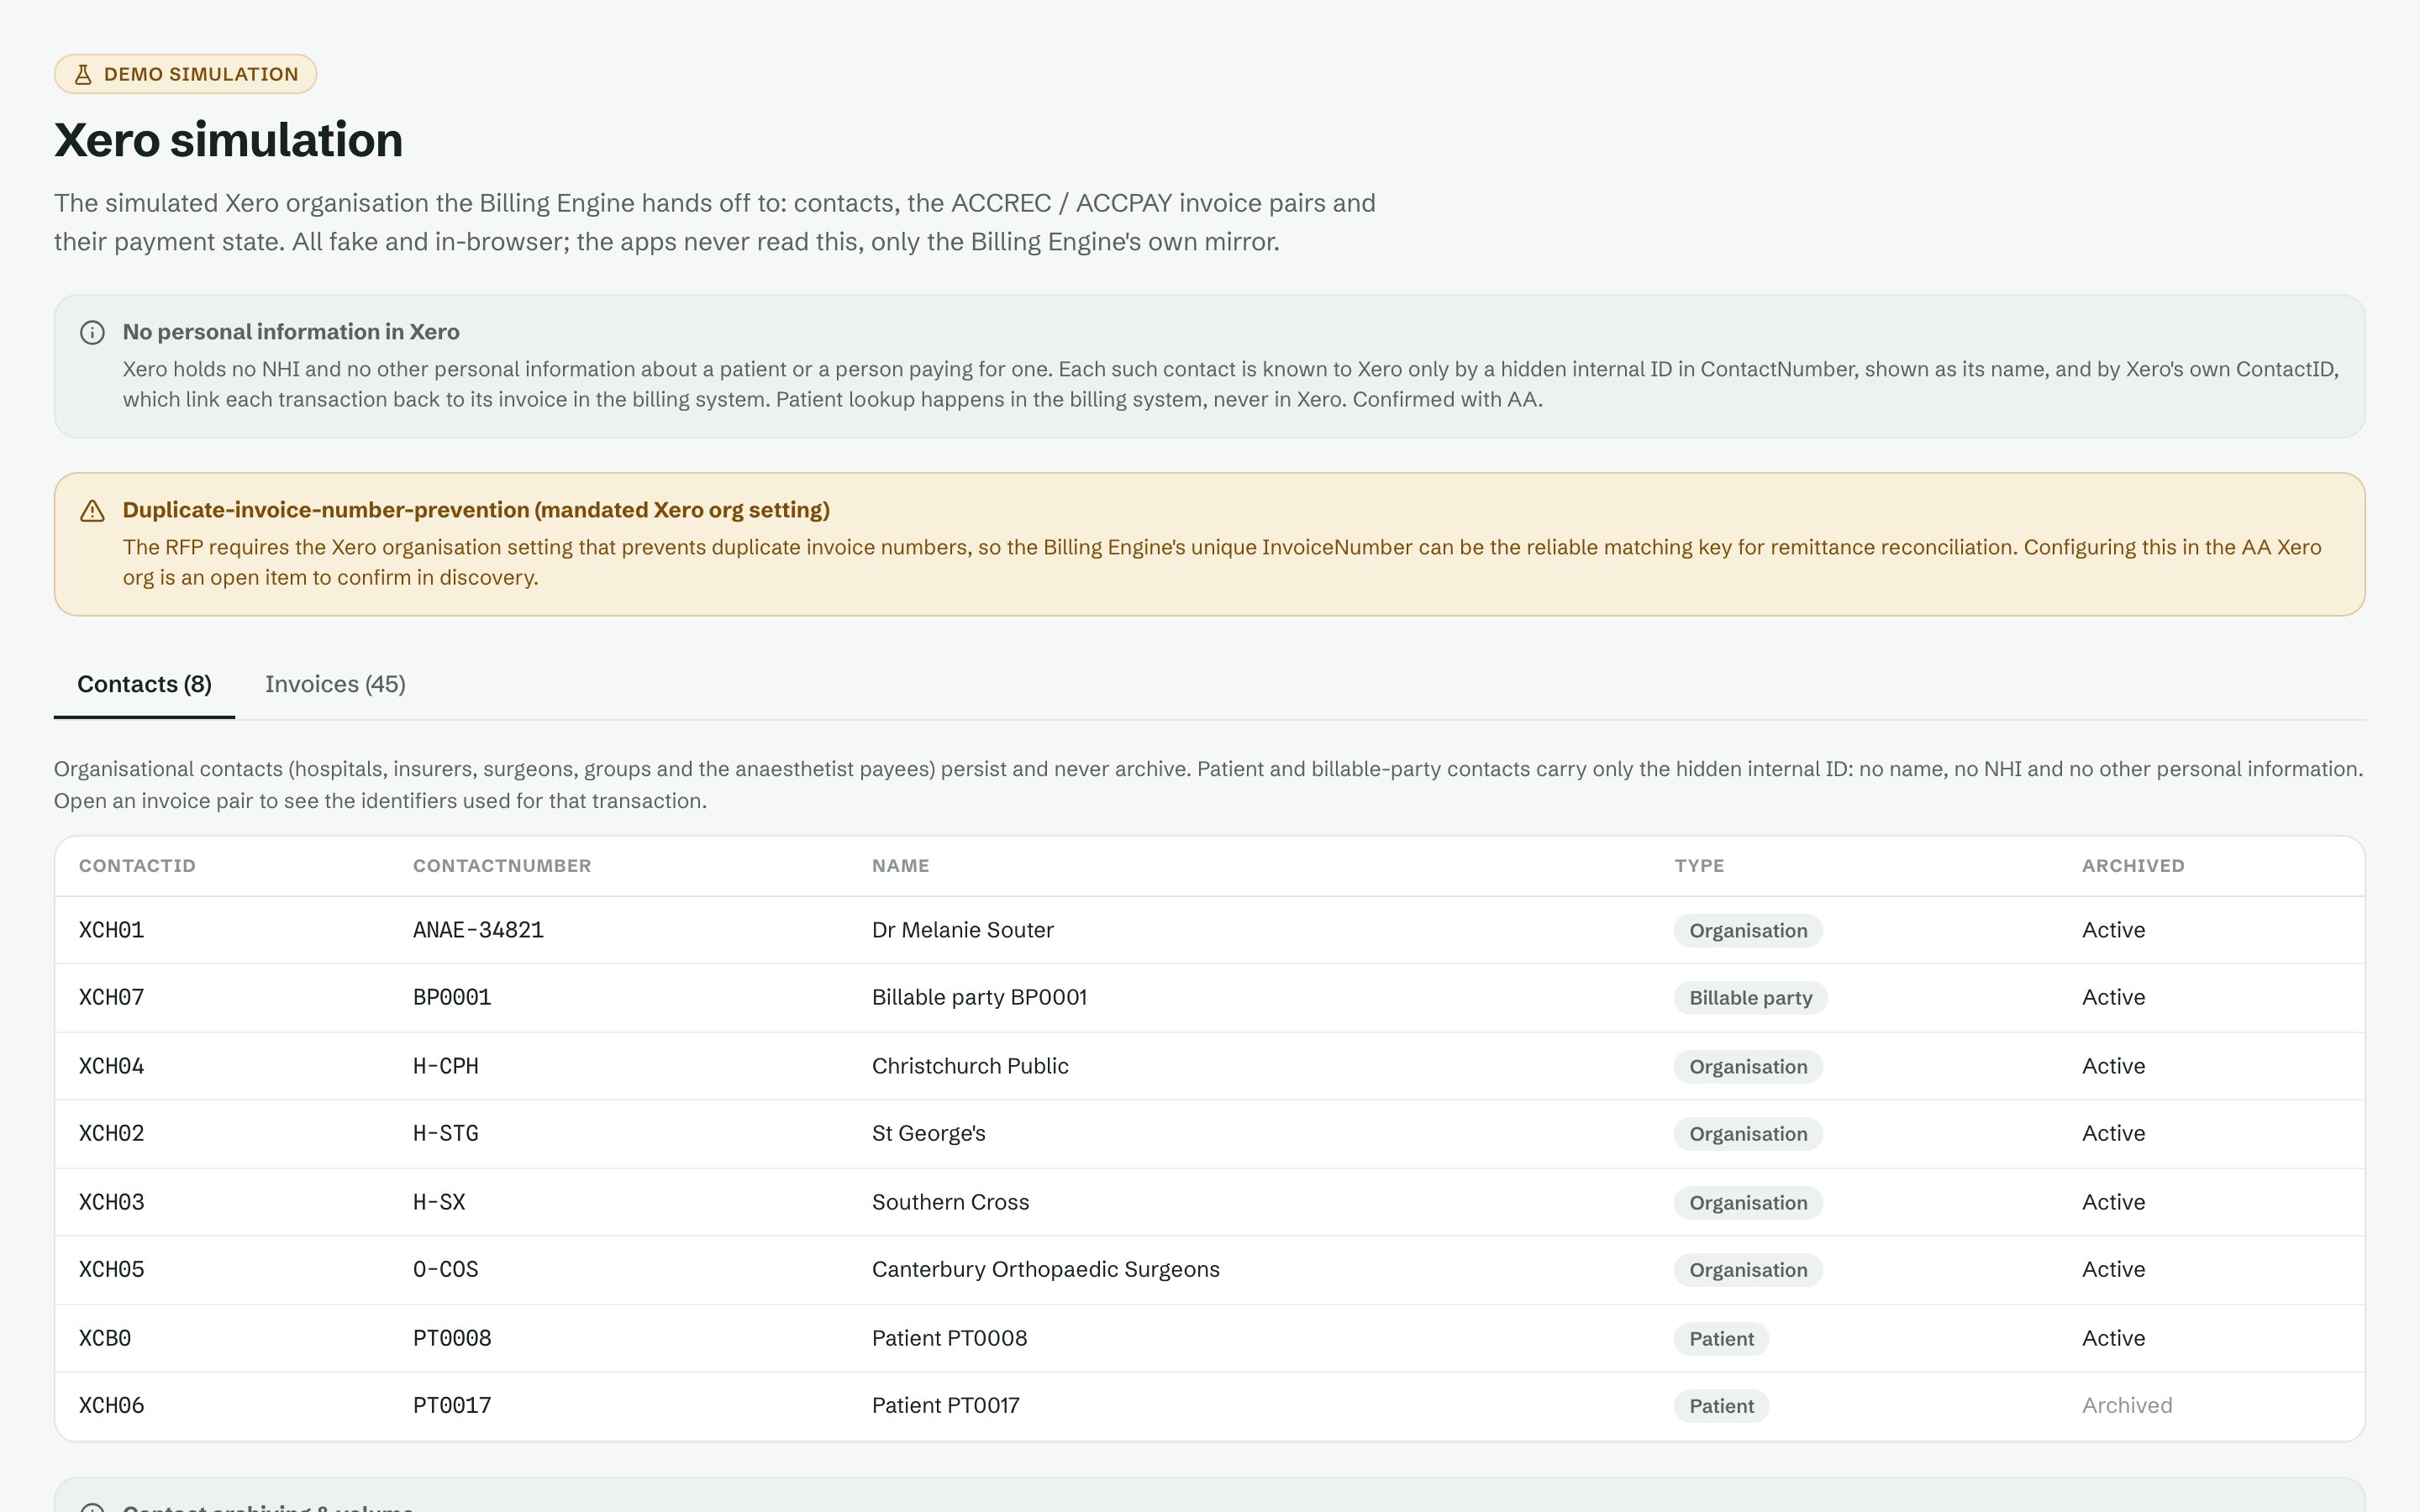 DEMO SIMULATION
Xero simulation
The simulated Xero organisation the Billing Engine hands off to: contacts, the ACCREC / ACCPAY invoice pairs and
their payment state. All fake and in-browser; the apps never read this, only the Billing Engine's own mirror.
No personal information in Xero
Xero holds no NHI and no other personal information about a patient or a person paying for one. Each such contact is known to Xero only by a hidden internal ID in ContactNumber, shown as its name, and by Xero's own ContactID,
which link each transaction back to its invoice in the billing system. Patient lookup happens in the billing system, never in Xero. Confirmed with AA.
Duplicate-invoice-number-prevention (mandated Xero org setting)
The RFP requires the Xero organisation setting that prevents duplicate invoice numbers, so the Billing Engine's unique InvoiceNumber can be the reliable matching key for remittance reconciliation. Configuring this in the AA Xero
org is an open item to confirm in discovery.
Contacts (8) Invoices (45)
Organisational contacts (hospitals, insurers, surgeons, groups and the anaesthetist payees) persist and never archive. Patient and billable-party contacts carry only the hidden internal ID: no name, no NHI and no other personal information.
Open an invoice pair to see the identifiers used for that transaction.
CONTACTID CONTACTNUMBER NAME TYPE ARCHIVED
XCH01 ANAE-34821 Dr Melanie Souter Organisation Active
XCH07 BP0001 Billable party BP0001 Billable party Active
XCH04 H-CPH Christchurch Public Organisation Active
XCH02 H-STG St George's Organisation Active
XCH03 H-SX Southern Cross Organisation Active
XCH05 O-COS Canterbury Orthopaedic Surgeons Organisation Active
XCB0 PT0008 Patient PT0008 Patient Active
XCH06 PT0017 Patient PT0017 Patient Archived
Contact archiving & volume